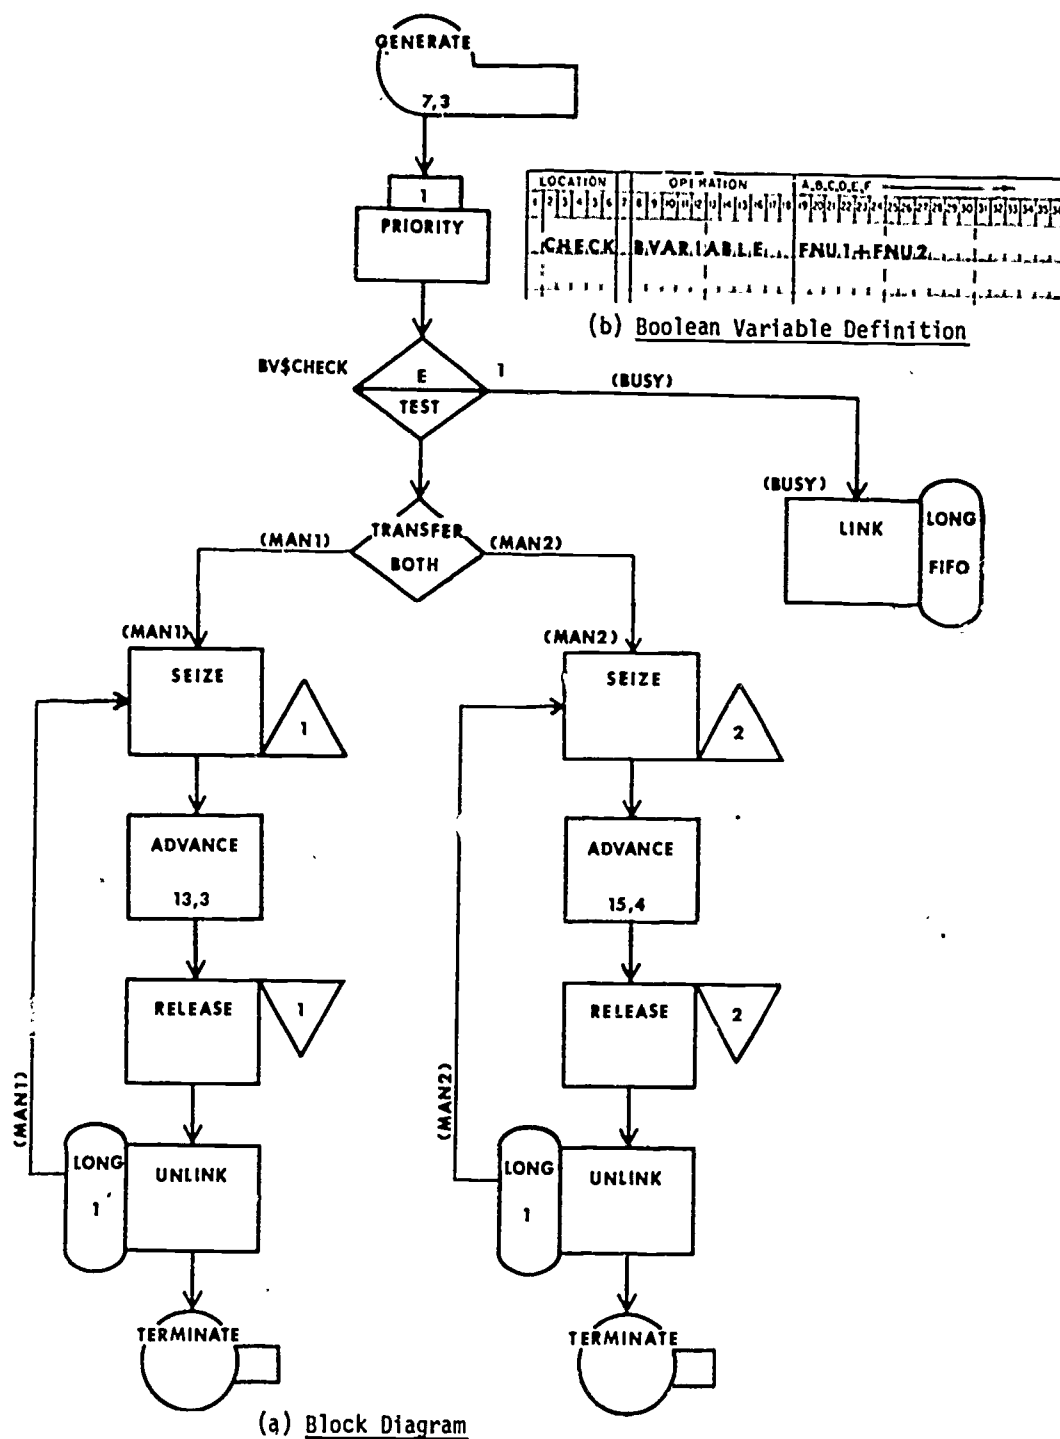 GENERATE
7,3
1
PRIORITY
LOCATION OPERATION A,B,C,D,E,F
CHECK BVARIABLE FNU1+FNU2
(b) Boolean Variable Definition
BV$CHECK
E
TEST
1
(BUSY)
(BUSY)
LINK
LONG
FIFO
TRANSFER
BOTH
(MAN1)
(MAN2)
(MAN1)
SEIZE
1
(MAN2)
SEIZE
2
ADVANCE
13,3
ADVANCE
15,4
RELEASE
1
RELEASE
2
(MAN1)
(MAN2)
LONG
1
UNLINK
LONG
1
UNLINK
TERMINATE
TERMINATE
(a) Block Diagram